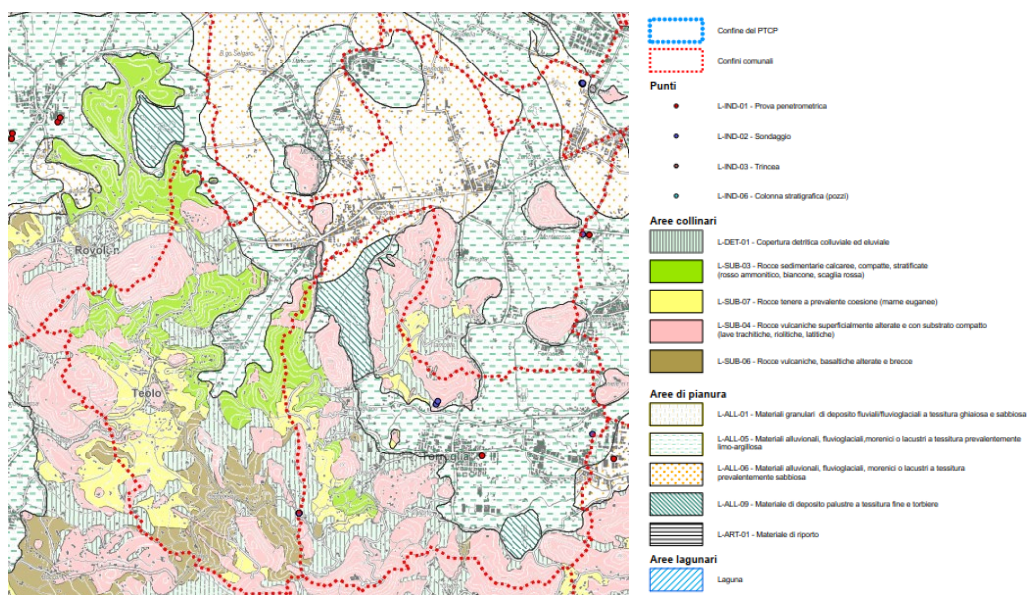 Rovolon
Teolo
Torreglia
Confine del PTCP
Confini comunali
Punti
L-IND-01 - Prova penetrometrica
L-IND-02 - Sondaggio
L-IND-03 - Trincea
L-IND-06 - Colonna stratigrafica (pozzi)
Aree collinari
L-DET-01 - Copertura detritica colluviale ed eluviale
L-SUB-03 - Rocce sedimentarie calcaree, compatte, stratificate
(rosso ammonitico, biancone, scaglia rossa)
L-SUB-07 - Rocce tenere a prevalente coesione (marne euganee)
L-SUB-04 - Rocce vulcaniche superficialmente alterate e con substrato compatto
(lave trachitiche, riolitiche, latitiche)
L-SUB-06 - Rocce vulcaniche, basaltiche alterate e brecce
Aree di pianura
L-ALL-01 - Materiali granulari di deposito fluviali/fluvioglaciali a tessitura ghiaiosa e sabbiosa
L-ALL-05 - Materiali alluvionali, fluvioglaciali,morenici o lacustri a tessitura prevalentemente
limo-argillosa
L-ALL-06 - Materiali alluvionali, fluvioglaciali, morenici o lacustri a tessitura
prevalentemente sabbiosa
L-ALL-09 - Materiale di deposito palustre a tessitura fine e torbiere
L-ART-01 - Materiale di riporto
Aree lagunari
Laguna